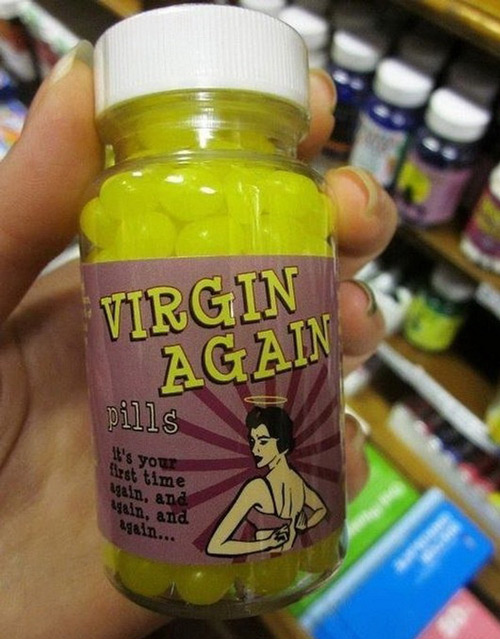 VIRGIN
AGAIN
pills
it's your
first time
again, and
again, and
again...